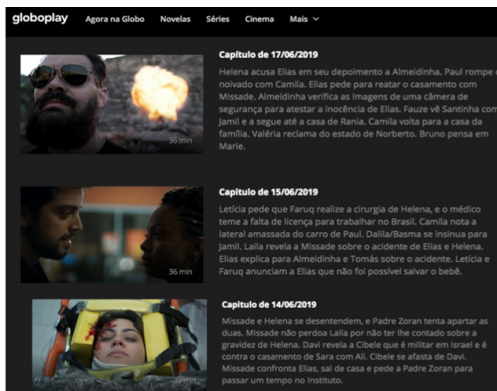 globoplay Agora na Globo Novelas Séries Cinema Mais
Capítulo de 17/06/2019
Helena acusa Elias em seu depoimento a Almeidinha. Paul rompe o
noivado com Camila. Elias pede para reatar o casamento com
Missade. Almeidinha verifica as imagens de uma câmera de
segurança para atestar a inocência de Elias. Fauze vê Santinha com
Jamil e a segue até a casa de Rania. Camila volta para a casa da
família. Valéria reclama do estado de Norberto. Bruno pensa em
Marie.
36 min
Capítulo de 15/06/2019
Letícia pede que Faruq realize a cirurgia de Helena, e o médico
teme a falta de licença para trabalhar no Brasil. Camila nota a
lateral amassada do carro de Paul. Dalila/Basma se insinua para
Jamil. Laila revela a Missade sobre o acidente de Elias e Helena.
Elias explica para Almeidinha e Tomás sobre o acidente. Letícia e
Faruq anunciam a Elias que não foi possível salvar o bebê.
36 min
Capítulo de 14/06/2019
Missade e Helena se desentendem, e Padre Zoran tenta apartar as
duas. Missade não perdoa Laila por não ter lhe contado sobre a
gravidez de Helena. Davi revela a Cibele que é militar em Israel e é
contra o casamento de Sara com Ali. Cibele se afasta de Davi.
Missade confronta Elias, sai de casa e pede a Padre Zoran para
passar um tempo no Instituto.